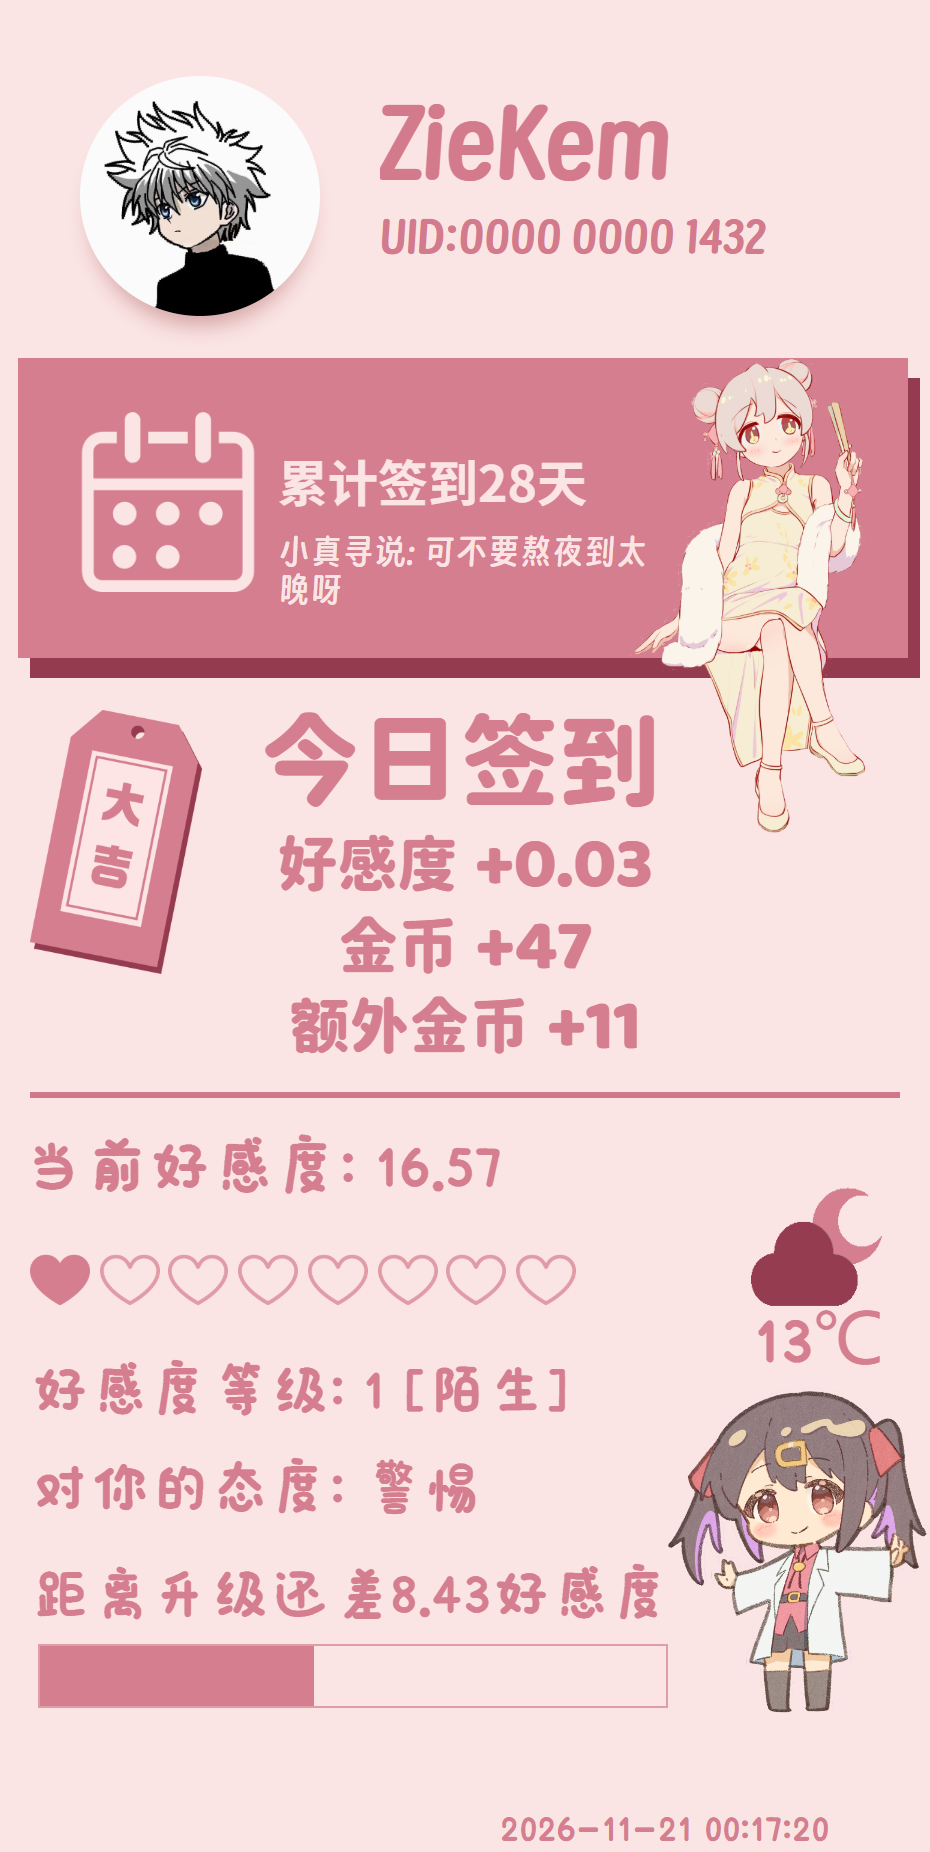 ZieKem
UID:0000 0000 1432
累计签到28天
小真寻说: 可不要熬夜到太
晚呀
大
吉
今日签到
好感度 +0.03
金币 +47
额外金币 +11
当前好感度: 16.57
13℃
好感度等级: 1 [陌生]
对你的态度: 警惕
距离升级还差8.43好感度
2026-11-21 00:17:20